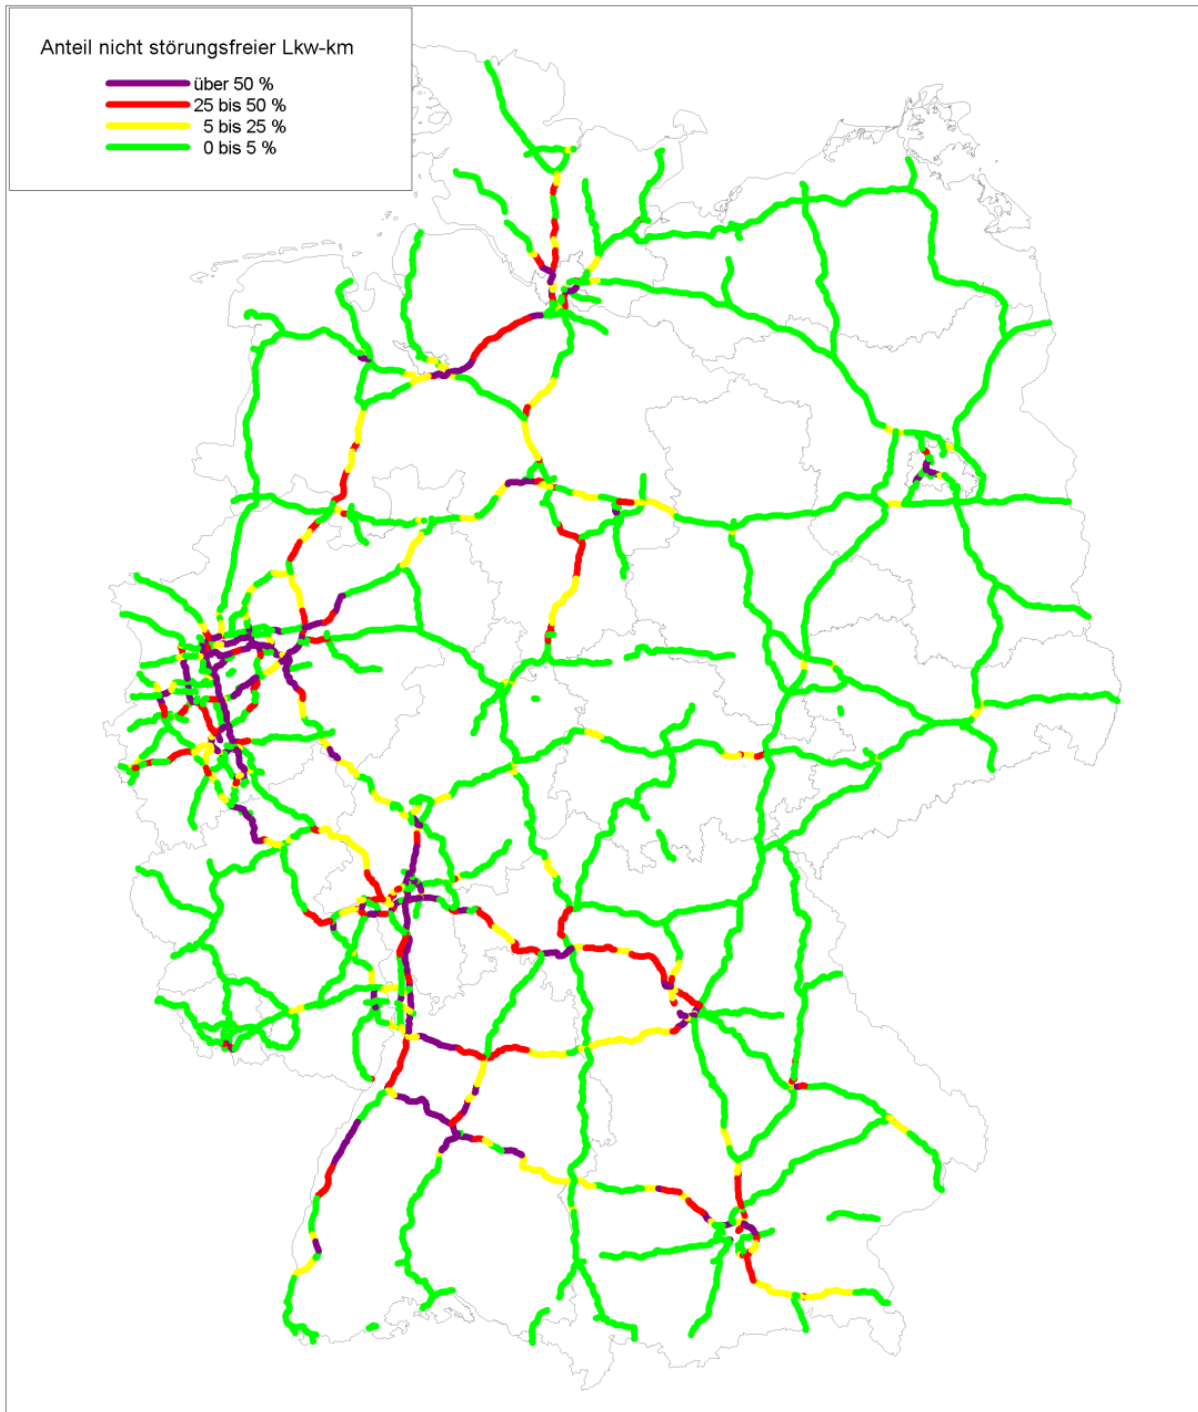 Anteil nicht störungsfreier Lkw-km
über 50 %
25 bis 50 %
5 bis 25 %
0 bis 5 %